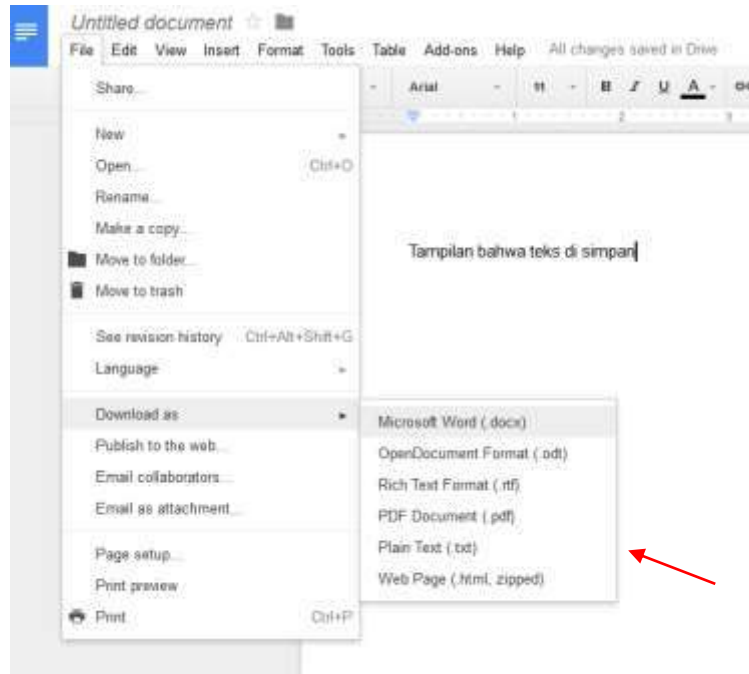 Untitled document
File Edit View Insert Format Tools Table Add-ons Help All changes saved in Drive
Share...
Arial 11 B I U A
New
1 2 3
Open... Ctrl+O
Rename...
Make a copy...
Move to folder...
Tampilan bahwa teks di simpan
Move to trash
See revision history Ctrl+Alt+Shift+G
Language
Download as
Microsoft Word (.docx)
Publish to the web...
OpenDocument Format (.odt)
Email collaborators...
Rich Text Format (.rtf)
Email as attachment...
PDF Document (.pdf)
Plain Text (.txt)
Page setup...
Web Page (.html, zipped)
Print preview
Print Ctrl+P